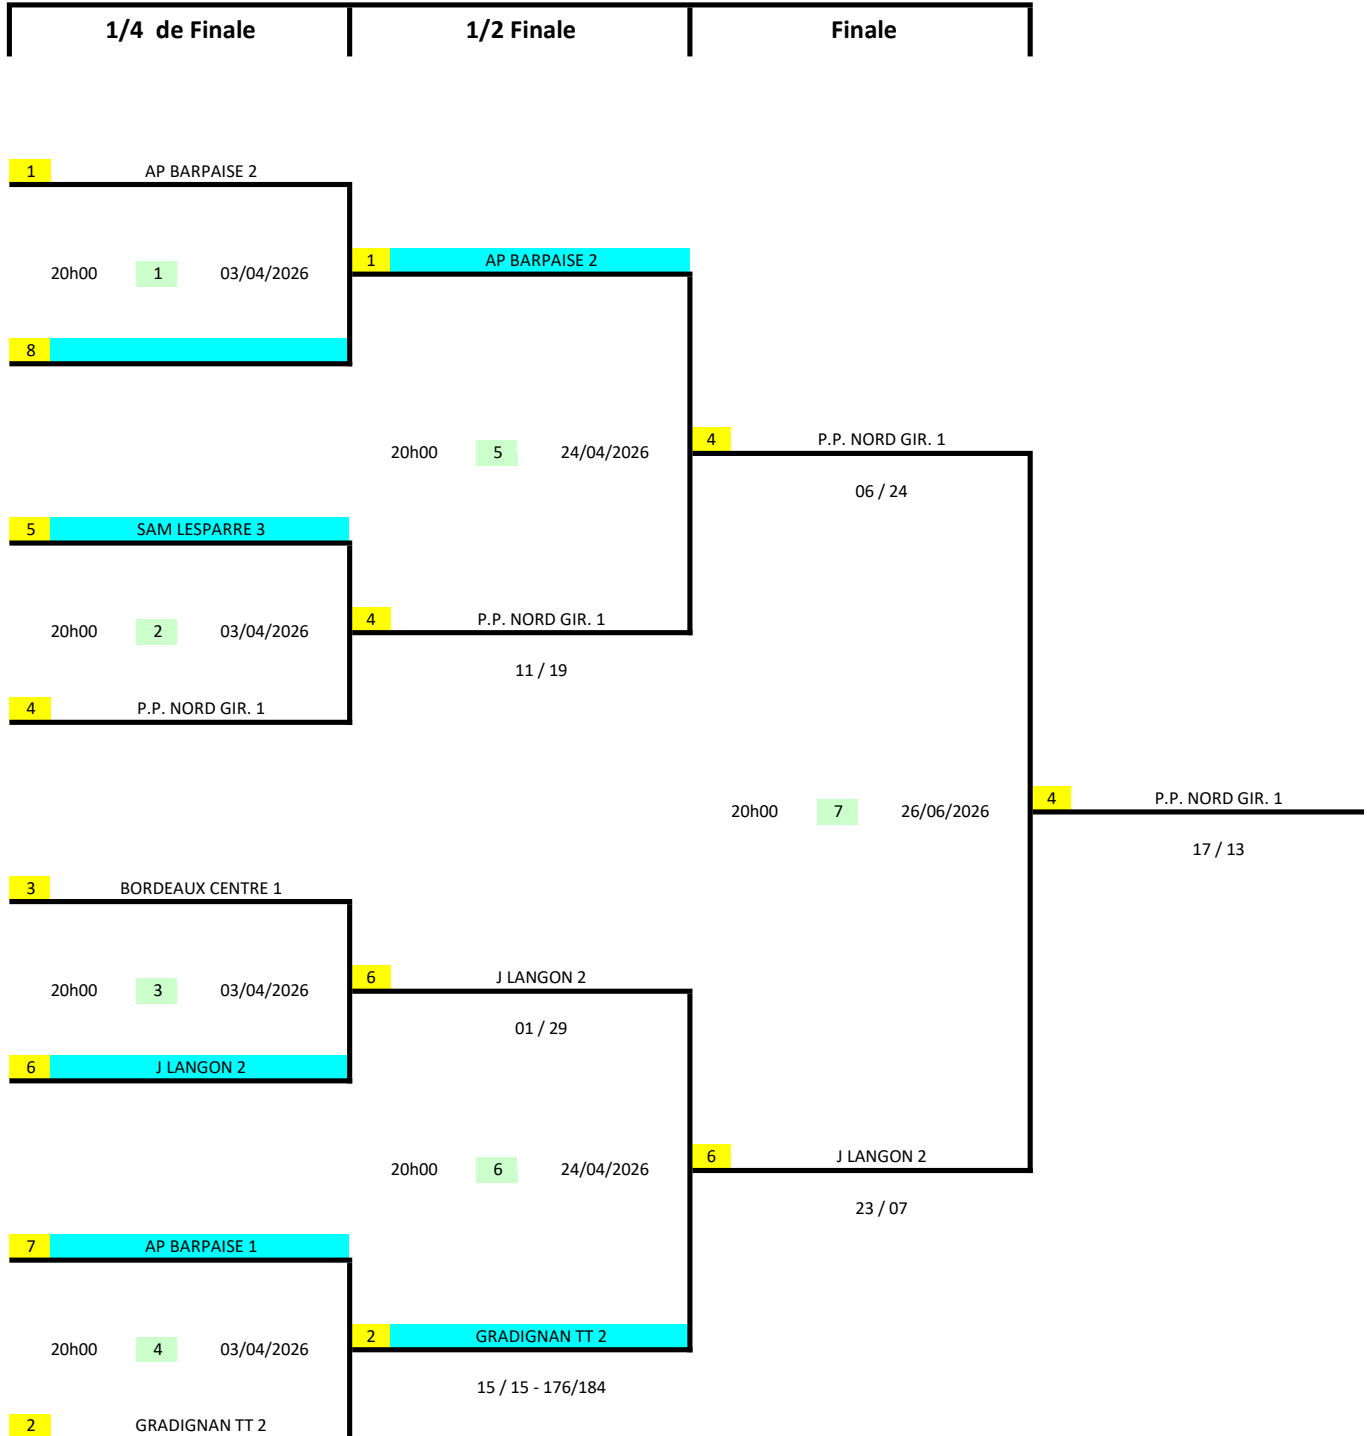 1/4  de Finale 1/2 Finale Finale
1 AP BARPAISE 2
1 AP BARPAISE 2
20h00 1 03/04/2026
8
4 P.P. NORD GIR. 1
20h00 5 24/04/2026
06 / 24
5 SAM LESPARRE 3
4 P.P. NORD GIR. 1
20h00 2 03/04/2026
11 / 19
4 P.P. NORD GIR. 1
4 P.P. NORD GIR. 1
20h00 7 26/06/2026
17 / 13
3 BORDEAUX CENTRE 1
6 J LANGON 2
20h00 3 03/04/2026
01 / 29
6 J LANGON 2
6 J LANGON 2
20h00 6 24/04/2026
23 / 07
7 AP BARPAISE 1
2 GRADIGNAN TT 2
20h00 4 03/04/2026
15 / 15 - 176/184
2 GRADIGNAN TT 2